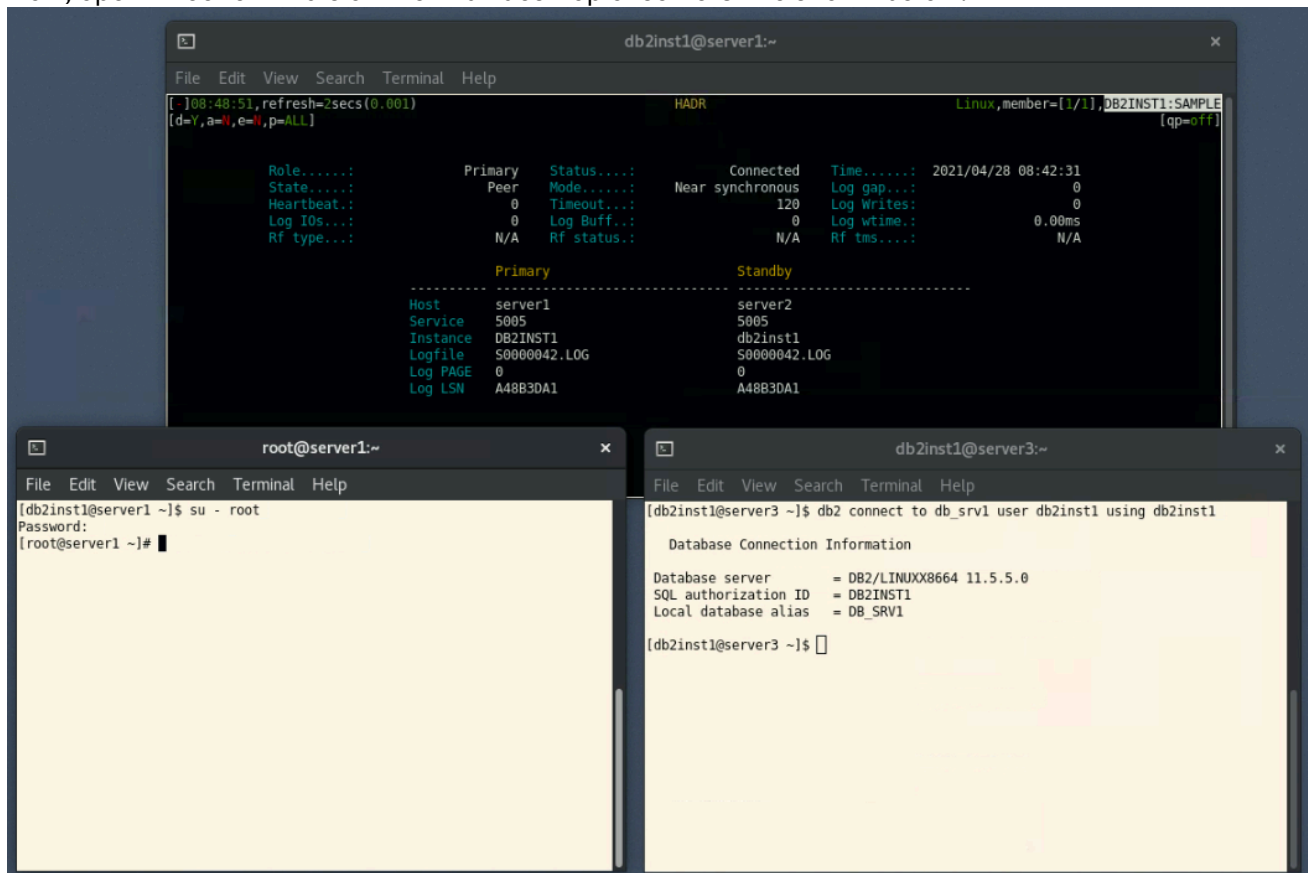 db2inst1@server1:~
File Edit View Search Terminal Help
[-]08:48:51,refresh=2secs(0.001) HADR Linux,member=[1/1],DB2INST1:SAMPLE
[d=Y,a=N,e=N,p=ALL] [qp=off]
Role......: Primary Status....: Connected Time......: 2021/04/28 08:42:31
State.....: Peer Mode......: Near synchronous Log gap...: 0
Heartbeat.: 0 Timeout...: 120 Log Writes: 0
Log IOs...: 0 Log Buff..: 0 Log wtime.: 0.00ms
Rf type...: N/A Rf status.: N/A Rf tms....: N/A
Primary Standby
Host server1 server2
Service 5005 5005
Instance DB2INST1 db2inst1
Logfile S0000042.LOG S0000042.LOG
Log PAGE 0 0
Log LSN A48B3DA1 A48B3DA1
root@server1:~
File Edit View Search Terminal Help
[db2inst1@server1 ~]$ su - root
Password:
[root@server1 ~]#
db2inst1@server3:~
File Edit View Search Terminal Help
[db2inst1@server3 ~]$ db2 connect to db_srv1 user db2inst1 using db2inst1
Database Connection Information
Database server = DB2/LINUXX8664 11.5.5.0
SQL authorization ID = DB2INST1
Local database alias = DB_SRV1
[db2inst1@server3 ~]$